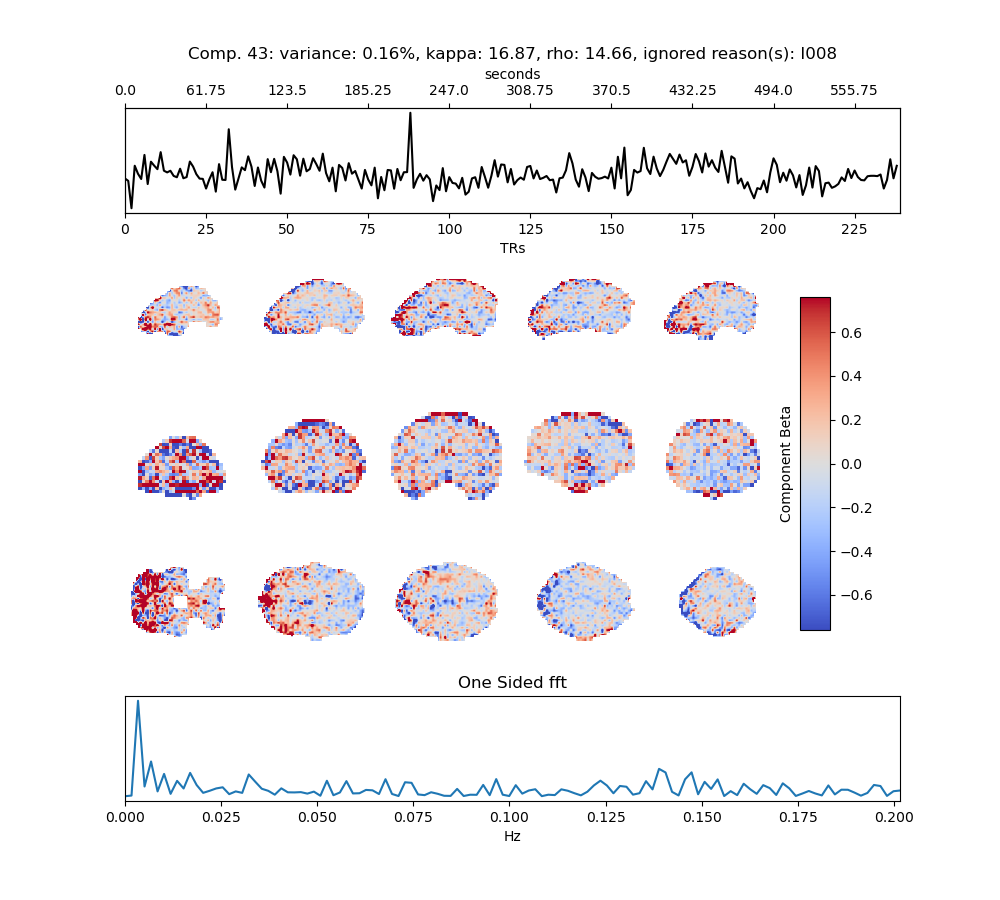 Comp. 43: variance: 0.16%, kappa: 16.87, rho: 14.66, ignored reason(s): I008
seconds
0.0 61.75 123.5 185.25 247.0 308.75 370.5 432.25 494.0 555.75
0 25 50 75 100 125 150 175 200 225
TRs
0.6
0.4
0.2
0.0
−0.2
−0.4
−0.6
Component Beta
One Sided fft
0.000 0.025 0.050 0.075 0.100 0.125 0.150 0.175 0.200
Hz